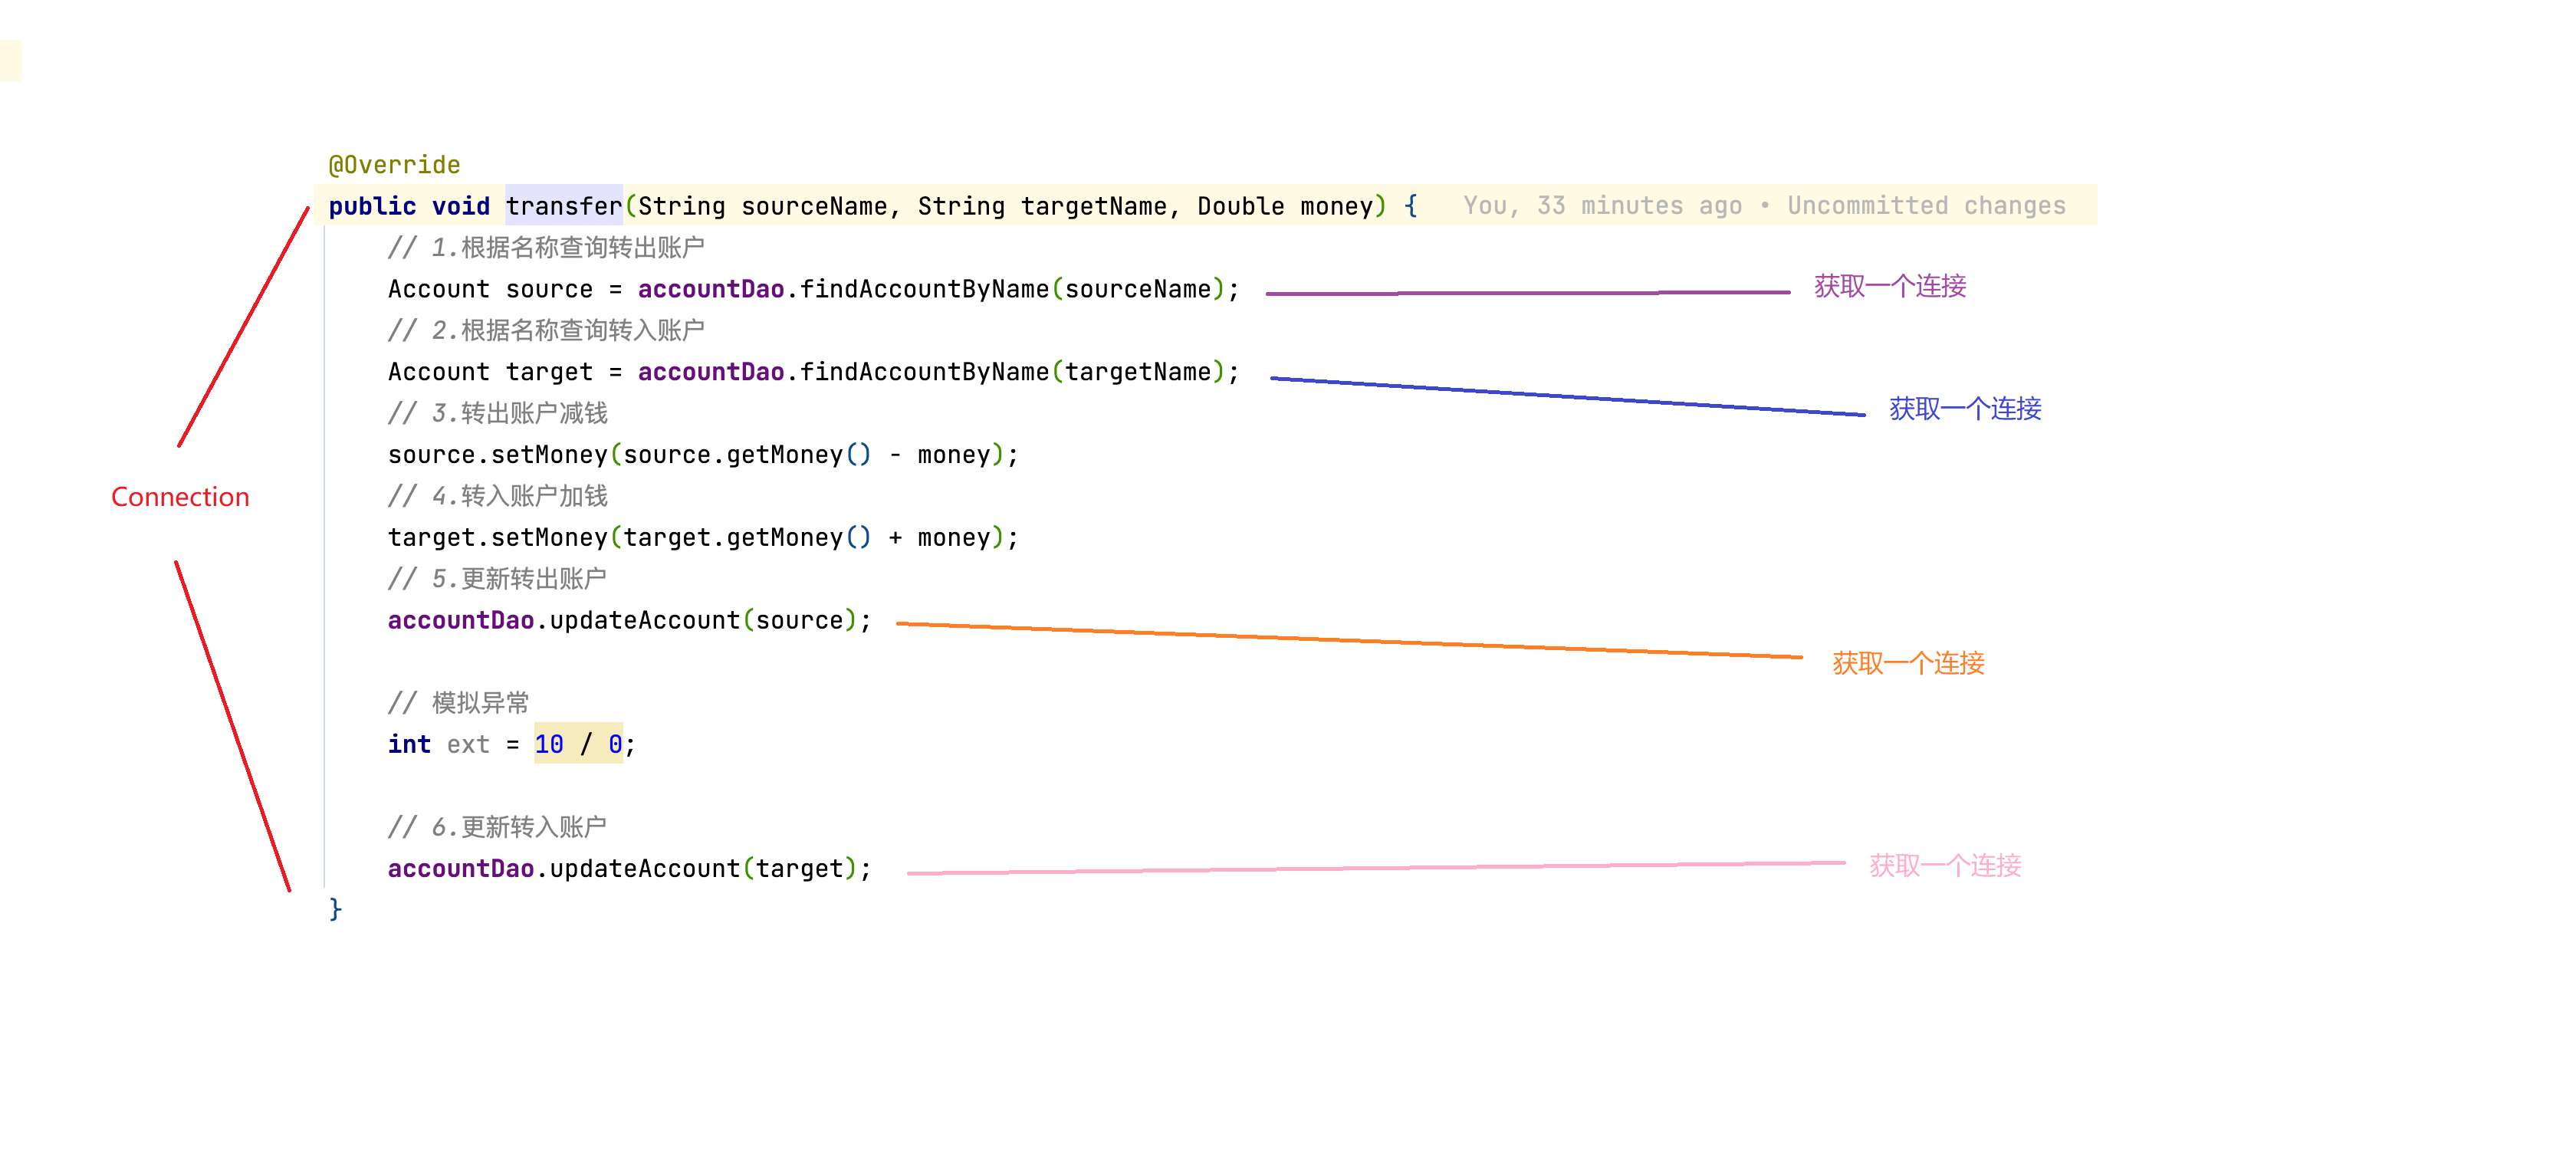 @Override
public void transfer(String sourceName, String targetName, Double money) { You, 33 minutes ago • Uncommitted changes
// 1.根据名称查询转出账户
Account source = accountDao.findAccountByName(sourceName); 获取一个连接
// 2.根据名称查询转入账户
Account target = accountDao.findAccountByName(targetName); 获取一个连接
// 3.转出账户减钱
source.setMoney(source.getMoney() - money);
Connection
// 4.转入账户加钱
target.setMoney(target.getMoney() + money);
// 5.更新转出账户
accountDao.updateAccount(source); 获取一个连接
// 模拟异常
int ext = 10 / 0;
// 6.更新转入账户
accountDao.updateAccount(target); 获取一个连接
}